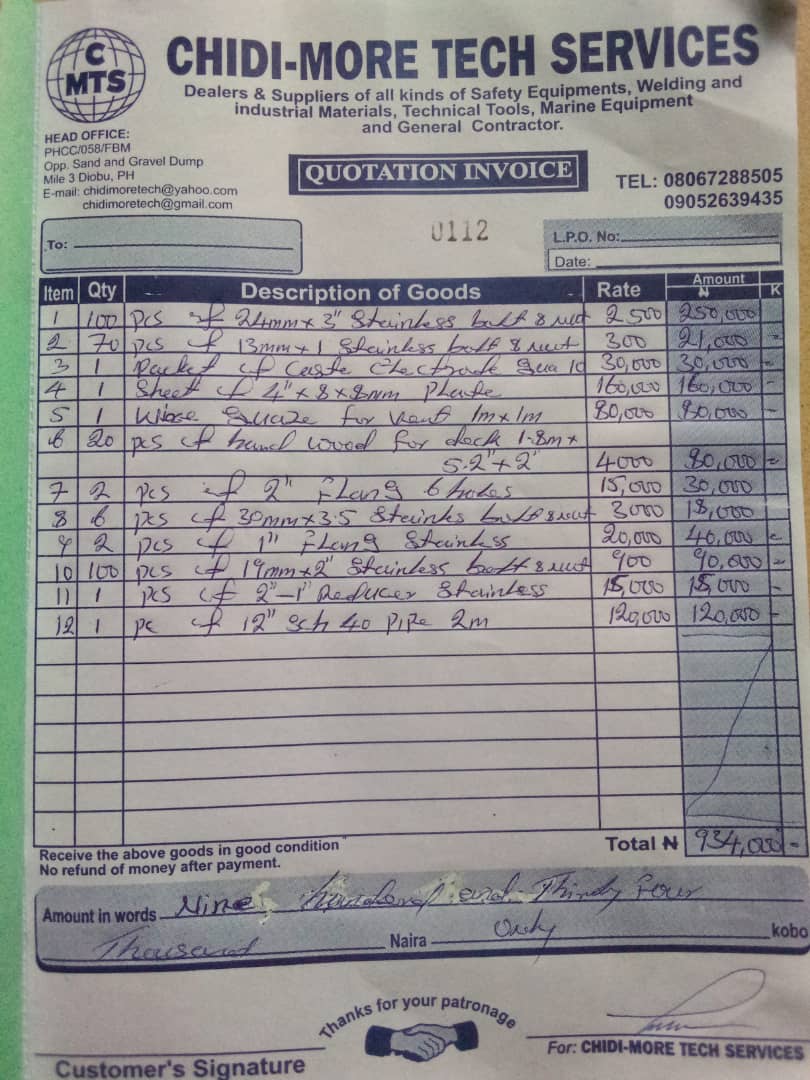 C
MTS
CHIDI-MORE TECH SERVICES
Dealers & Suppliers of all kinds of Safety Equipments, Welding and
industrial Materials, Technical Tools, Marine Equipment
and General Contractor.
HEAD OFFICE:
PHCC/058/FBM
Opp. Sand and Gravel Dump
Mile 3 Diobu, PH
E-mail: chidimoretech@yahoo.com
chidimoretech@gmail.com
QUOTATION INVOICE
TEL: 08067288505
09052639435
0112
To:
L.P.O. No:
Date:
Item Qty Description of Goods Rate Amount ₦ K
1 100 pcs of 24mm x 3" Stainless bolt & nut 2500 250,000 -
2 70 pcs of 13mm x 1 Stainless bolt & nut 300 21,000 -
3 1 Packet of Electrode 30,000 30,000 -
4 1 Sheet of 4" x 8 x 8mm Plate 160,000 160,000 -
5 1 for vent 1m x 1m 80,000 80,000 -
6 20 pcs of hard wood for deck 1.8m x
5.2" x 2" 4000 80,000 =
7 2 pcs of 2" Flang 6 holes 15,000 30,000
8 6 pcs of 30mm x 3.5 Stainles bolt & nut 3000 18,000
9 2 pcs of 1" Flang Stainless 20,000 40,000 =
10 100 pcs of 19mm x 2" Stainless bolt & nut 900 90,000 =
11 1 pcs of 2"-1" Reducer Stainless 15,000 15,000 -
12 1 pc of 12" Sch 40 pipe 2m 120,000 120,000 -
Receive the above goods in good condition
No refund of money after payment.
Total ₦ 934,000 -
Amount in words Nine hundred and Thirdy Four
Thousand Naira Only kobo
Thanks for your patronage
Customer's Signature
For: CHIDI-MORE TECH SERVICES